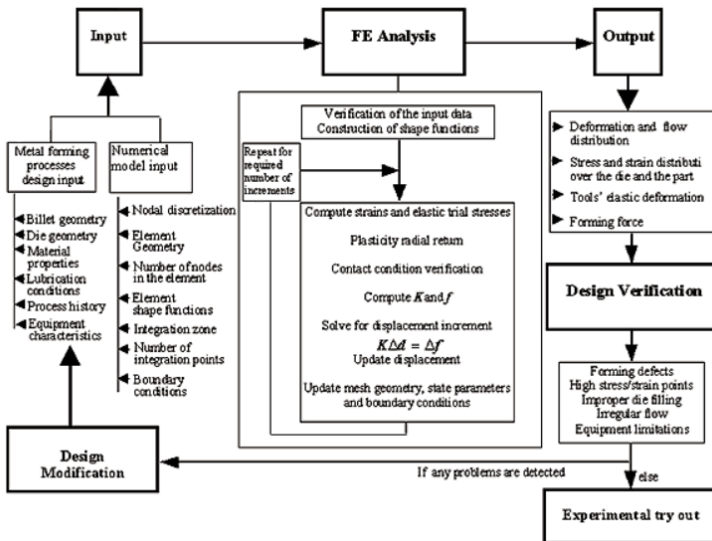 Input
FE Analysis
Output
Metal forming
processes
design input
Numerical
model input
Billet geometry
Die geometry
Material
properties
Lubrication
conditions
Process history
Equipment
characteristics
Nodal discretization
Element
Geometry
Number of nodes
in the element
Element
shape functions
Integration zone
Number of
integration points
Boundary
conditions
Design
Modification
Verification of the input data
Construction of shape functions
Repeat for
required
number of
increments
Compute strains and elastic trial stresses
Plasticity radial return
Contact condition verification
Compute K and f
Solve for displacement increment
KΔd = Δf
Update displacement
Update mesh geometry, state parameters
and boundary conditions
Deformation and flow
distribution
Stress and strain distributi
over the die and the part
Tools' elastic deformation
Forming force
Design Verification
Forming defects
High stress/strain points
Improper die filling
Irregular flow
Equipment limitations
If any problems are detected
else
Experimental try out